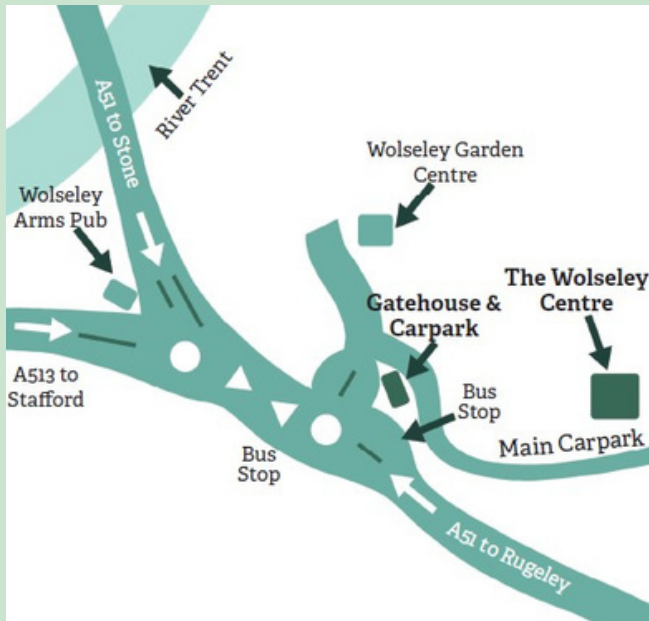 A51 to Stone
River Trent
Wolseley Garden
Centre
Wolseley
Arms Pub
The Wolseley
Centre
Gatehouse &
Carpark
A513 to
Stafford
Bus
Stop
Bus
Stop
Main Carpark
A51 to Rugeley